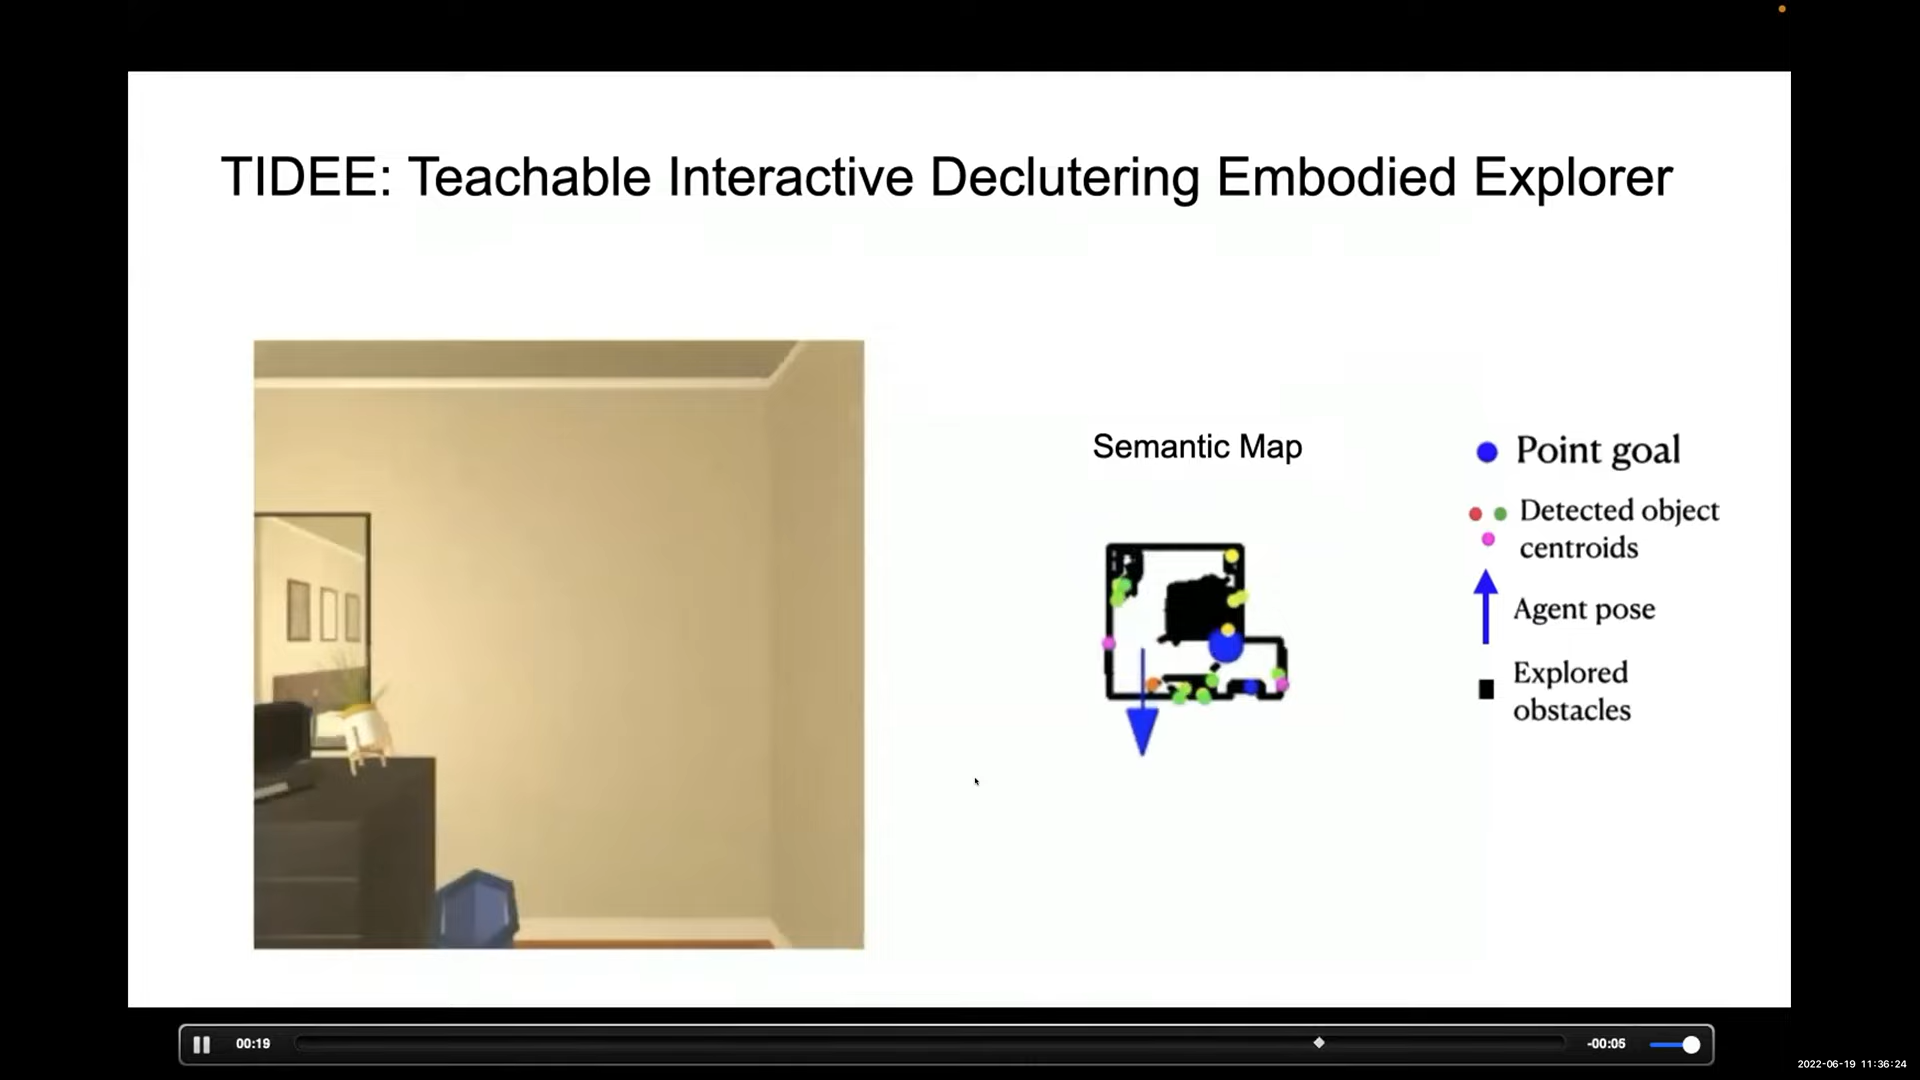 TIDEE: Teachable Interactive Declutering Embodied Explorer
Semantic Map
Point goal
Detected object
centroids
Agent pose
Explored
obstacles
00:19
-00:05
2022-06-19 11:36:24